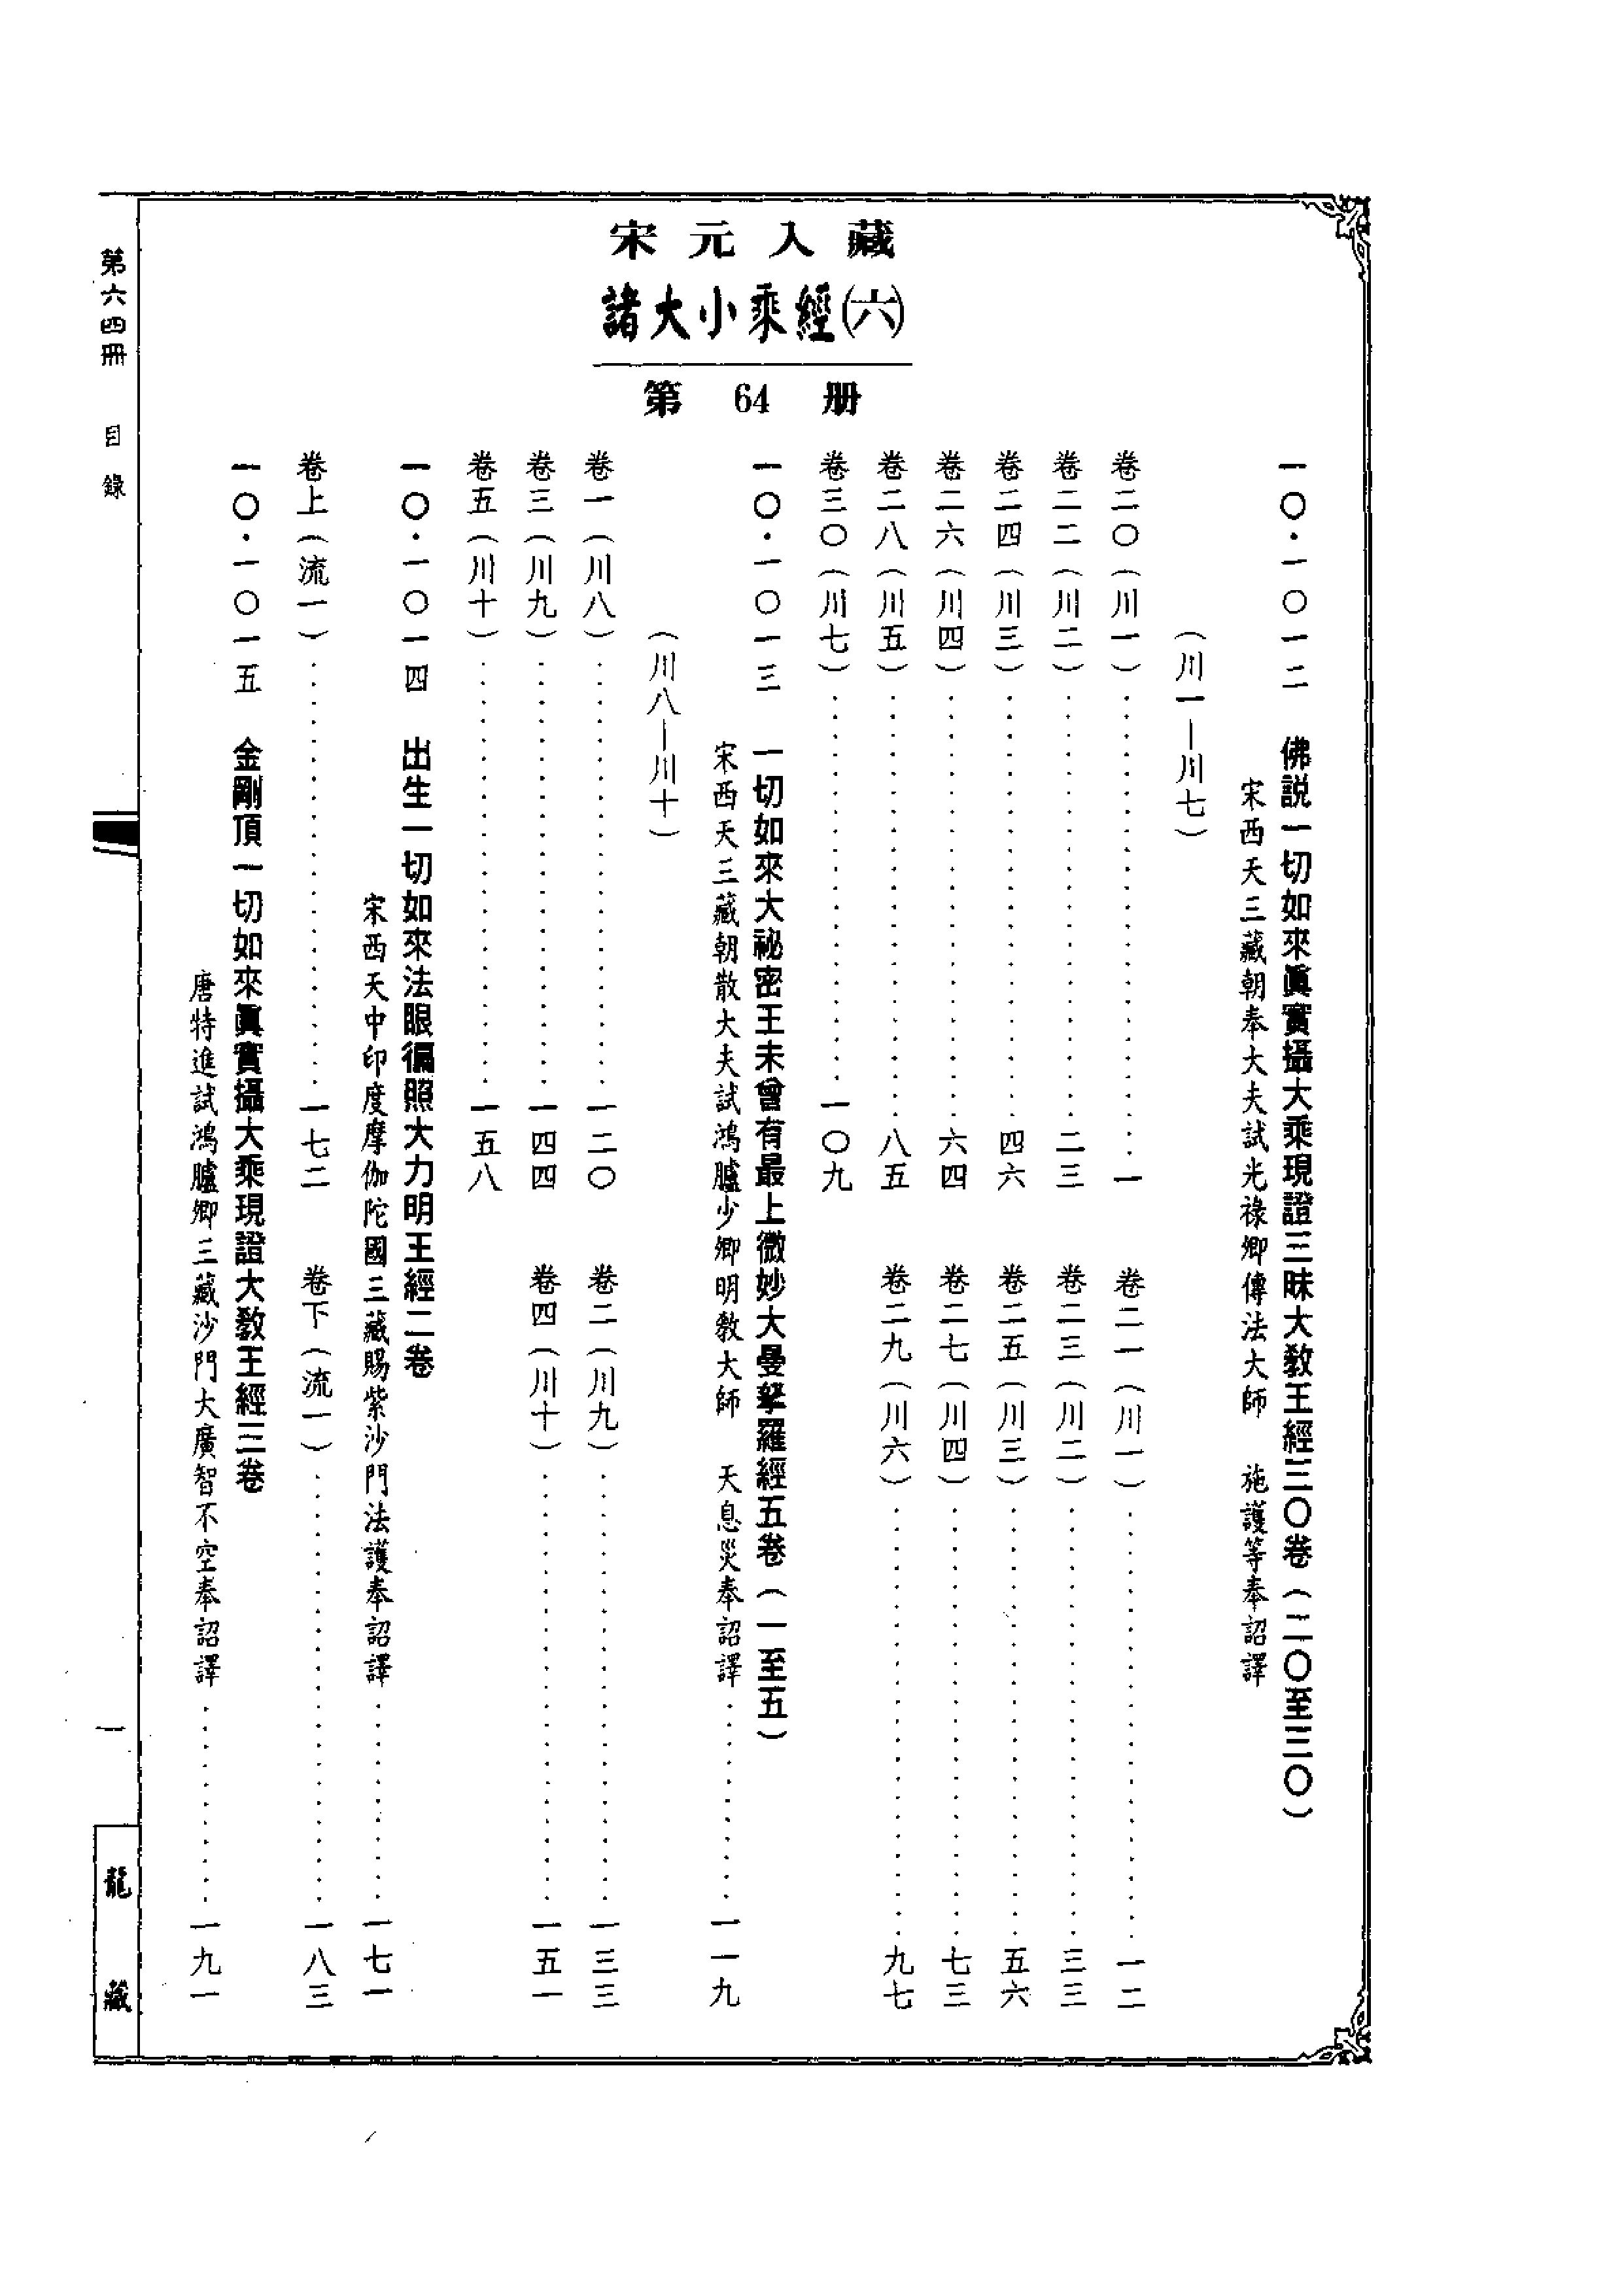 宋元入藏
諸大小乘經㈥
第64册
一〇·一〇一二　佛説一切如來眞實攝大乘現證三昧大教王經三〇卷（二〇至三〇）
宋西天三藏朝奉大夫試光祿卿傳法大師　施護等奉詔譯
（川一—川七）
卷二〇（川一）……一　卷二一（川一）……一二
卷二二（川二）……二三　卷二三（川二）……三三
卷二四（川三）……四六　卷二五（川三）……五六
卷二六（川四）……六四　卷二七（川四）……七三
卷二八（川五）……八五　卷二九（川六）……九七
卷三〇（川七）……一〇九
一〇·一〇一三　一切如來大祕密王未曾有最上微妙大曼拏羅經五卷（一至五）
宋西天三藏朝散大夫試鴻臚少卿明教大師　天息災奉詔譯……一一九
（川八—川十）
卷一（川八）……一二〇　卷二（川九）……一三三
卷三（川九）……一四四　卷四（川十）……一五一
卷五（川十）……一五八
一〇·一〇一四　出生一切如來法眼徧照大力明王經二卷
宋西天中印度摩伽陀國三藏賜紫沙門法護奉詔譯……一七一
卷上（流一）……一七二　卷下（流一）……一八三
一〇·一〇一五　金剛頂一切如來眞實攝大乘現證大教王經三卷
唐特進試鴻臚卿三藏沙門大廣智不空奉詔譯……一九一
第六四冊　目錄
一
龍藏